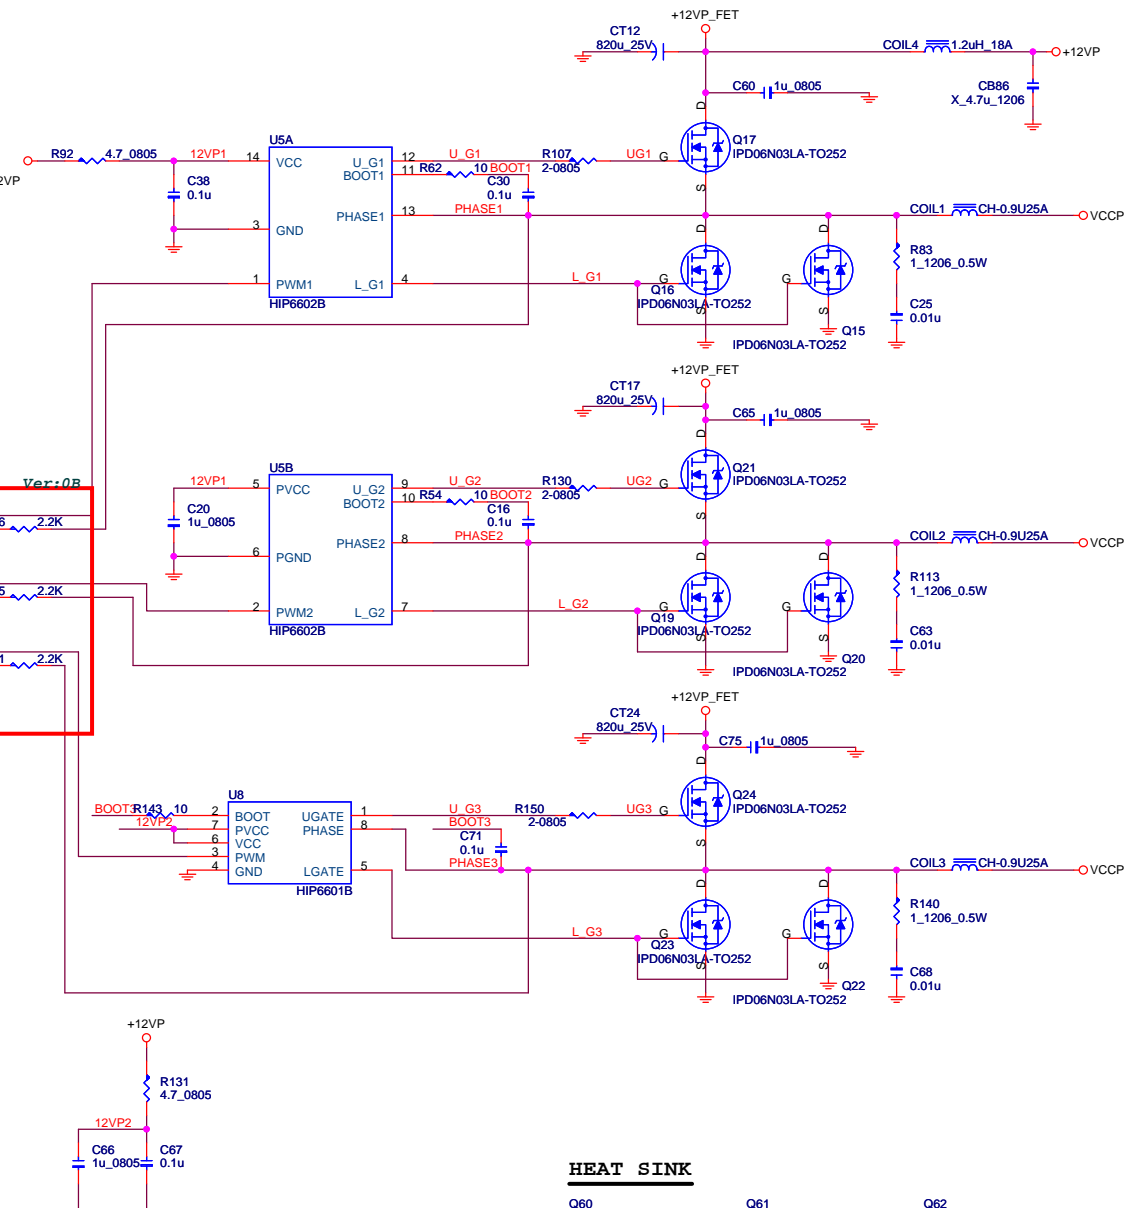 +12VP_FET
CT12
820u_25V
COIL4
1.2uH_18A
+12VP
C60
1u_0805
CB86
X_4.7u_1206
D
Q17
IPD06N03LA-TO252
G
S
R92
4.7_0805
12VP1
2VP
C38
0.1u
U5A
14
VCC
3
GND
1
PWM1
U_G1
12
BOOT1
11
PHASE1
13
L_G1
4
HIP6602B
U_G1
R107
2-0805
UG1
R62
10
BOOT1
C30
0.1u
PHASE1
COIL1
CH-0.9U25A
VCCP
L_G1
D
G
S
Q16
IPD06N03LA-TO252
D
G
S
Q15
IPD06N03LA-TO252
R83
1_1206_0.5W
C25
0.01u
+12VP_FET
CT17
820u_25V
C65
1u_0805
D
Q21
IPD06N03LA-TO252
G
S
Ver:0B
6
2.2K
5
2.2K
1
2.2K
12VP1
C20
1u_0805
U5B
5
PVCC
6
PGND
2
PWM2
U_G2
9
BOOT2
10
PHASE2
8
L_G2
7
HIP6602B
U_G2
R130
2-0805
UG2
R54
10
BOOT2
C16
0.1u
PHASE2
COIL2
CH-0.9U25A
VCCP
L_G2
D
G
S
Q19
IPD06N03LA-TO252
D
G
S
Q20
IPD06N03LA-TO252
R113
1_1206_0.5W
C63
0.01u
+12VP_FET
CT24
820u_25V
C75
1u_0805
D
Q24
IPD06N03LA-TO252
G
S
BOOT3
R143
10
12VP2
U8
2
BOOT
7
PVCC
6
VCC
3
PWM
4
GND
UGATE
1
PHASE
8
LGATE
5
HIP6601B
U_G3
R150
2-0805
UG3
BOOT3
C71
0.1u
PHASE3
COIL3
CH-0.9U25A
VCCP
L_G3
D
G
S
Q23
IPD06N03LA-TO252
D
G
S
Q22
IPD06N03LA-TO252
R140
1_1206_0.5W
C68
0.01u
+12VP
R131
4.7_0805
12VP2
C66
1u_0805
C67
0.1u
HEAT SINK
Q60
Q61
Q62